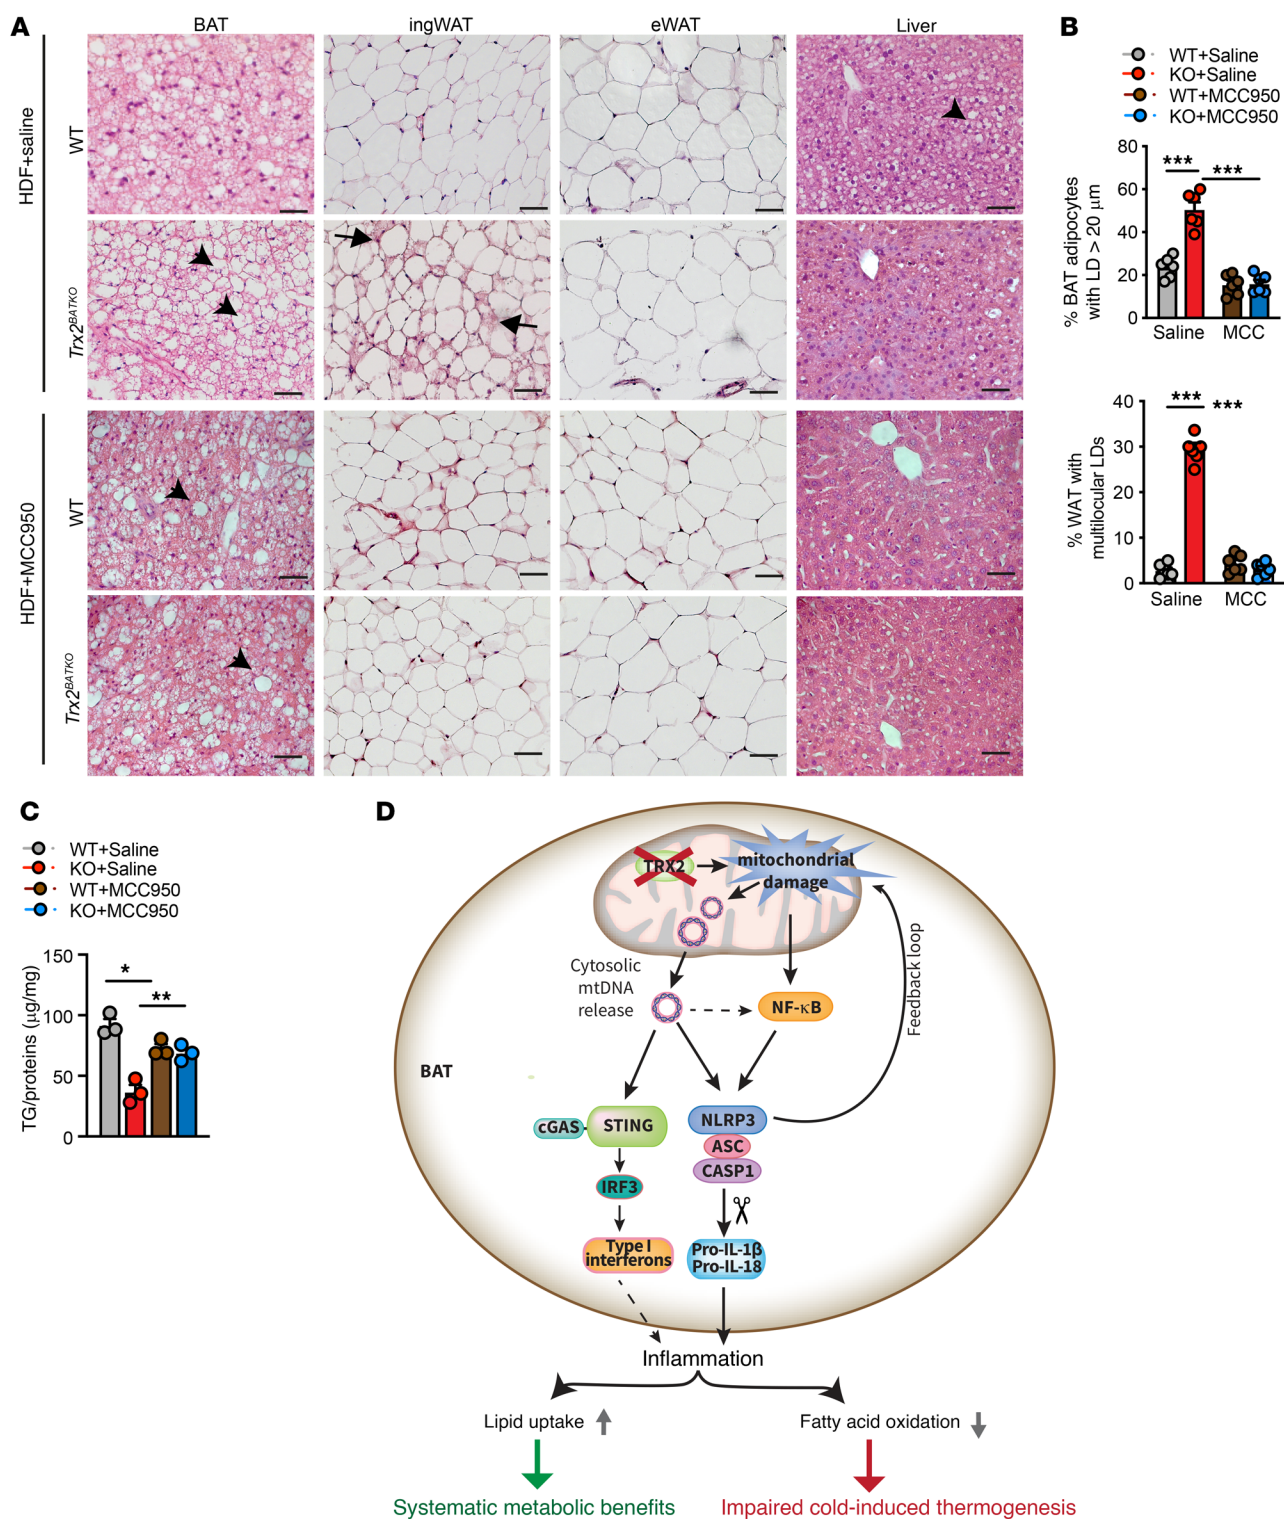 A
BAT
ingWAT
eWAT
Liver
HDF+saline
WT
Trx2BATKO
HDF+MCC950
WT
Trx2BATKO
B
WT+Saline
KO+Saline
WT+MCC950
KO+MCC950
% BAT adipocytes
with LD > 20 μm
80
60
40
20
0
***
***
Saline
MCC
% WAT with
multilocular LDs
40
30
20
10
0
***
***
Saline
MCC
C
WT+Saline
KO+Saline
WT+MCC950
KO+MCC950
TG/proteins (μg/mg)
150
100
50
0
*
**
D
TRX2
mitochondrial
damage
Cytosolic
mtDNA
release
NF-κB
Feedback loop
BAT
cGAS
STING
NLRP3
ASC
CASP1
IRF3
Type I
interferons
Pro-IL-1β
Pro-IL-18
Inflammation
Lipid uptake
Fatty acid oxidation
Systematic metabolic benefits
Impaired cold-induced thermogenesis